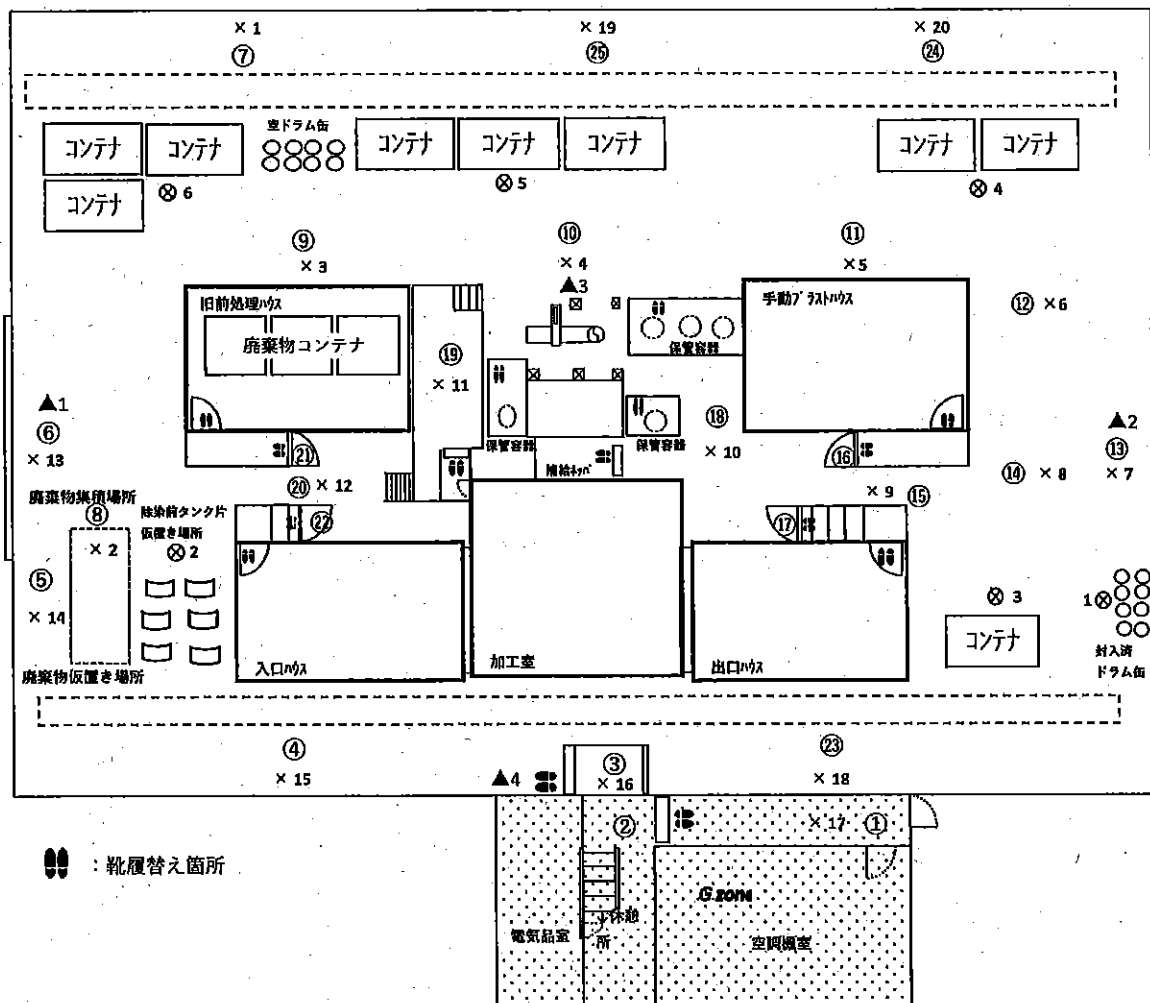 × 1
× 19
× 20
⑦
㉕
㉔
コンテナ
コンテナ
空ドラム缶
コンテナ
コンテナ
コンテナ
コンテナ
コンテナ
コンテナ
⊗ 6
⊗ 5
⊗ 4
⑨
× 3
⑩
× 4
▲3
⑪
× 5
⑫ × 6
旧前処理ハウス
廃棄物コンテナ
手動ブラストハウス
保管容器
⑲
× 11
▲1
⑥
× 13
⑱
× 10
▲2
⑬
× 7
保管容器
保管容器
㉑
⑯
⑭ × 8
⑳ × 12
× 9 ⑮
廃棄物集積場所
⑧
× 2
除染前タンク片
仮置き場所
⊗ 2
㉒
⑰
⑤
× 14
⊗ 3
1⊗
コンテナ
封入済
ドラム缶
廃棄物仮置き場所
入口ハウス
加工室
出口ハウス
④
× 15
▲4
③
× 16
㉓
× 18
②
× 17
①
：靴履替え箇所
G zone
電気品室
休憩
所
空調機室